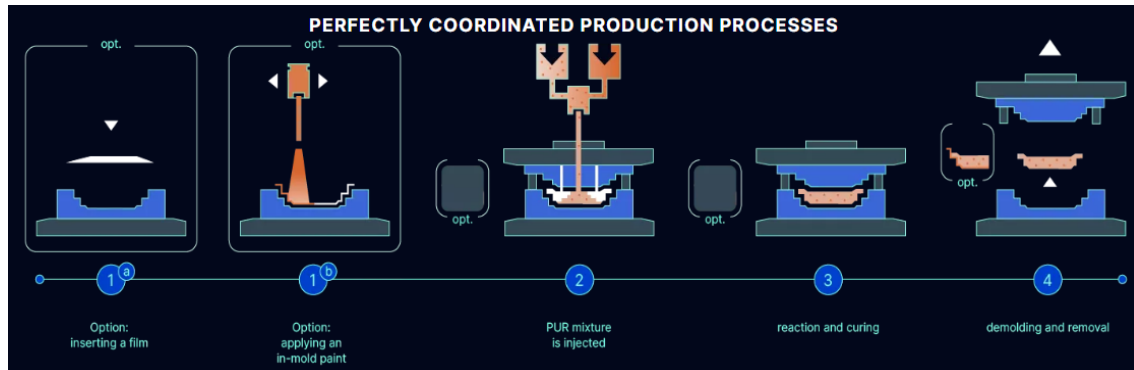 PERFECTLY COORDINATED PRODUCTION PROCESSES
opt.
opt.
opt.
opt.
opt.
1 a
1 b
2
3
4
Option:
inserting a film
Option:
applying an
in-mold paint
PUR mixture
is injected
reaction and curing
demolding and removal